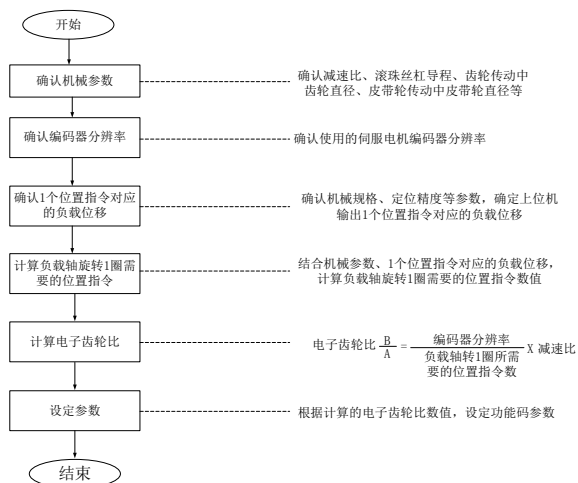 开始
确认机械参数
确认减速比、滚珠丝杠导程、齿轮传动中
齿轮直径、皮带轮传动中皮带轮直径等
确认编码器分辨率
确认使用的伺服电机编码器分辨率
确认1个位置指令对应
的负载位移
确认机械规格、定位精度等参数，确定上位机
输出1个位置指令对应的负载位移
计算负载轴旋转1圈需
要的位置指令
结合机械参数、1个位置指令对应的负载位移，
计算负载轴旋转1圈需要的位置指令数值
计算电子齿轮比
电子齿轮比 B/A = 编码器分辨率
负载轴转1圈所需
要的位置指令数
X 减速比
设定参数
根据计算的电子齿轮比数值，设定功能码参数
结束